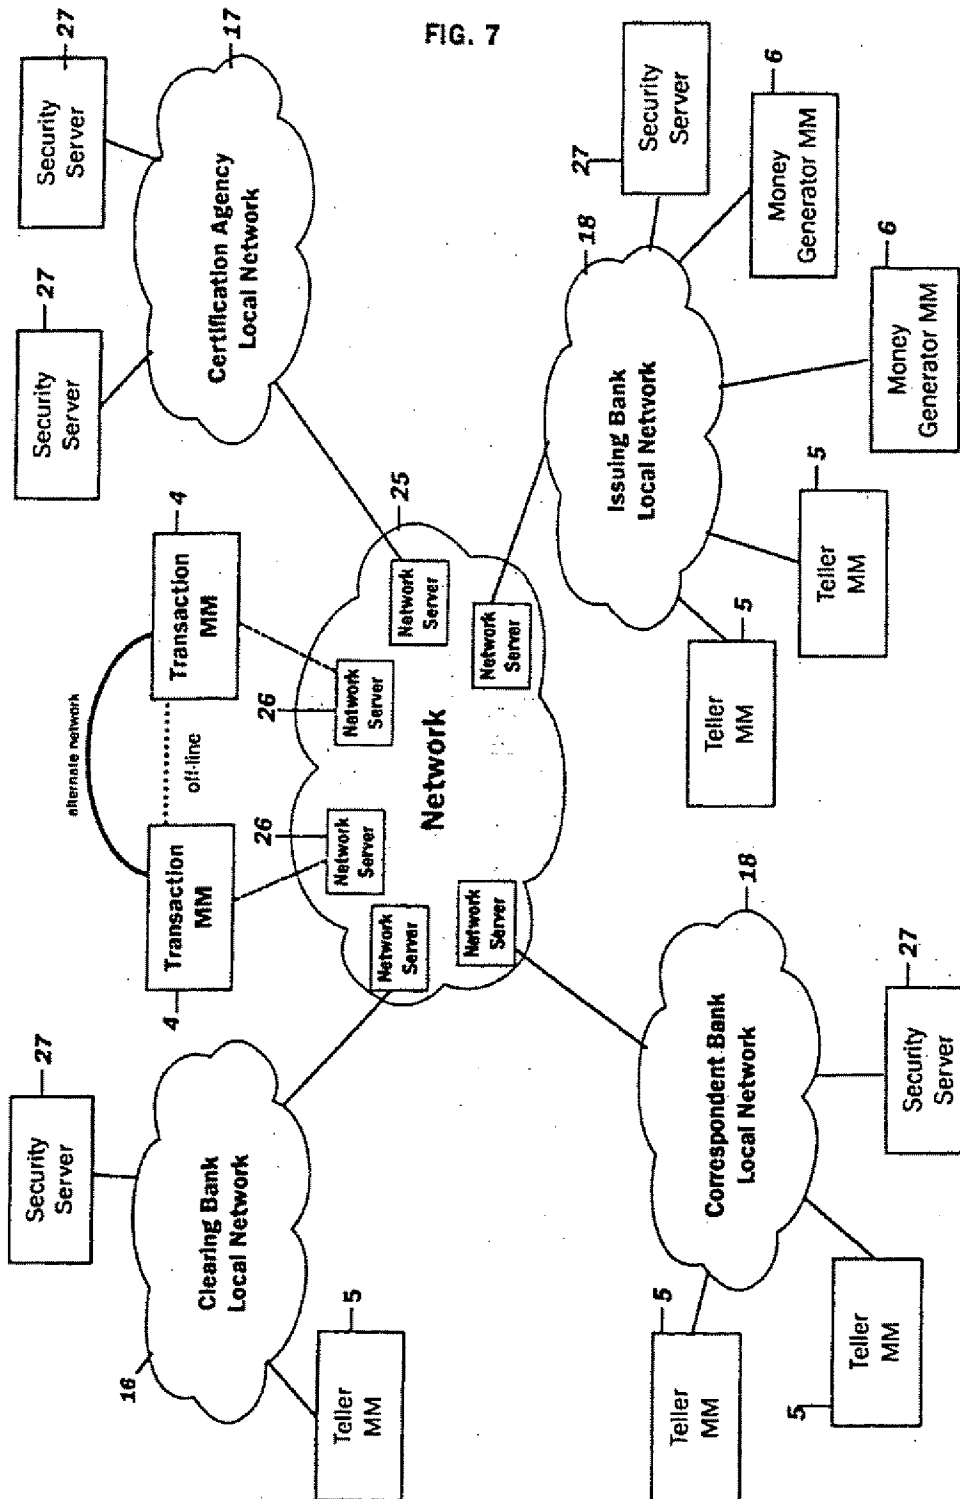 FIG. 7
Security
Server
27
Teller
MM
5
16
Clearing Bank
Local Network
Transaction
MM
4
alternate network
off-line
Transaction
MM
4
Security
Server
27
Security
Server
27
Certification Agency
Local Network
17
Network
Server
Network
Server
26
Network
Server
26
Network
Server
25
Network
Network
Server
Network
Server
Teller
MM
5
Teller
MM
5
Correspondent Bank
Local Network
18
Security
Server
27
Teller
MM
5
Teller
MM
5
Issuing Bank
Local Network
18
Security
Server
27
Money
Generator MM
6
Money
Generator MM
6